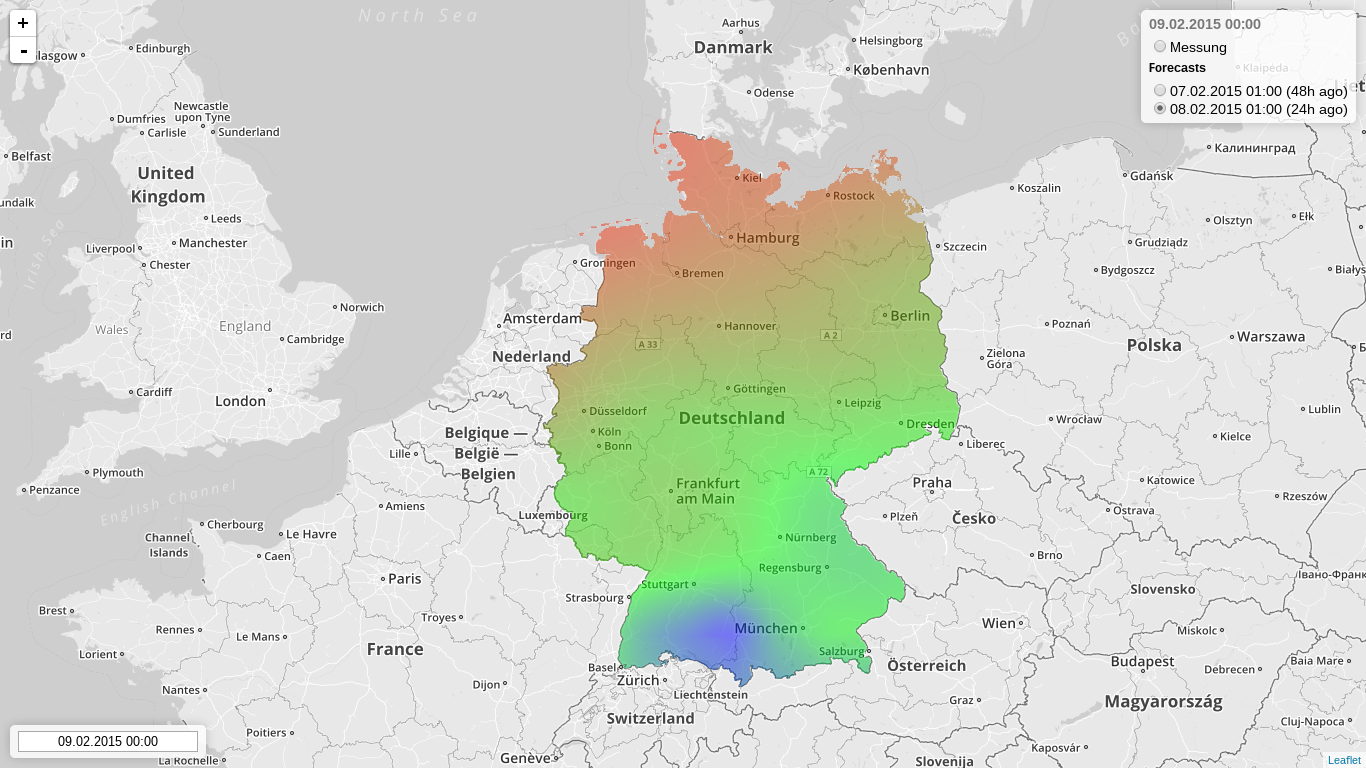 +
-
09.02.2015 00:00
Messung
Forecasts
07.02.2015 01:00 (48h ago)
08.02.2015 01:00 (24h ago)
North Sea
Aarhus
Danmark
Helsingborg
København
Odense
Klaipėda
Edinburgh
Glasgow
Newcastle
upon Tyne
Dumfries
Carlisle
Sunderland
Belfast
United
Kingdom
Leeds
Liverpool
Manchester
Chester
Irish Sea
Norwich
Wales
England
Cambridge
Cardiff
London
Plymouth
Penzance
English Channel
Channel
Islands
Cherbourg
Le Havre
Caen
Amiens
Paris
Brest
Rennes
Lorient
Le Mans
Nantes
Troyes
France
Dijon
Poitiers
La Rochelle
Genève
Kiel
Rostock
Hamburg
Groningen
Bremen
Amsterdam
Nederland
Hannover
Berlin
A 33
A 2
Göttingen
Düsseldorf
Deutschland
Leipzig
Köln
Bonn
Dresden
Belgique —
België —
Belgien
Lille
A 72
Frankfurt
am Main
Luxembourg
Nürnberg
Regensburg
Stuttgart
Strasbourg
München
Salzburg
Basel
Zürich
Liechtenstein
Switzerland
Österreich
Koszalin
Gdańsk
Калининград
Olsztyn
Ełk
Szczecin
Grudziądz
Bydgoszcz
Poznań
Warszawa
Polska
Zielona
Góra
Wrocław
Lublin
Kielce
Liberec
Praha
Katowice
Rzeszów
Plzeň
Česko
Ostrava
Brno
Slovensko
Wien
Miskolc
Budapest
Debrecen
Baia Mare
Graz
Magyarország
Cluj-Napoca
Kaposvár
Slovenija
09.02.2015 00:00
Leaflet